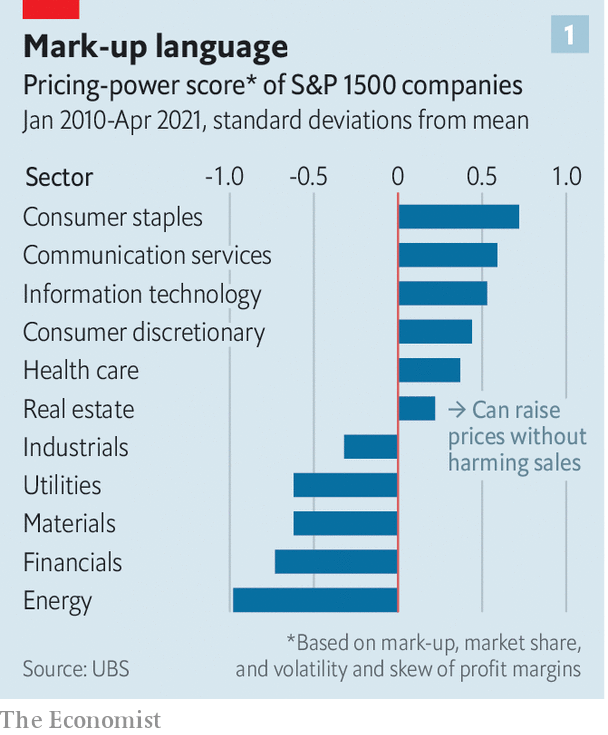 Mark-up language
1
Pricing-power score* of S&P 1500 companies
Jan 2010-Apr 2021, standard deviations from mean
Sector
-1.0 -0.5 0 0.5 1.0
Consumer staples
Communication services
Information technology
Consumer discretionary
Health care
Real estate
→ Can raise
prices without
harming sales
Industrials
Utilities
Materials
Financials
Energy
*Based on mark-up, market share,
and volatility and skew of profit margins
Source: UBS
The Economist